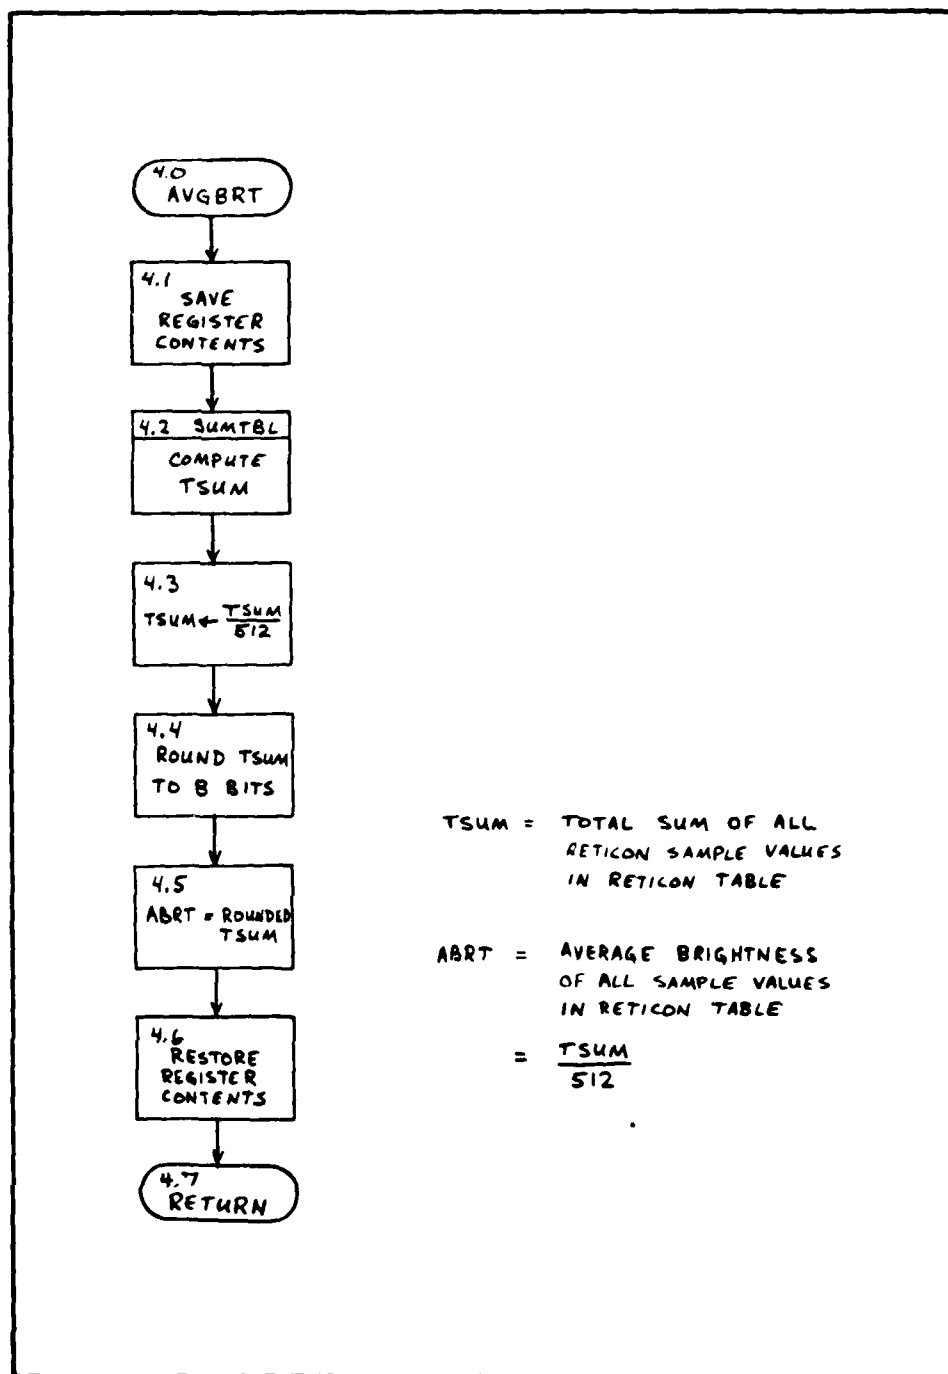 4.0
AVGBRT
4.1
SAVE
REGISTER
CONTENTS
4.2 SUMTBL
COMPUTE
TSUM
4.3
TSUM ← TSUM
512
4.4
ROUND TSUM
TO 8 BITS
4.5
ABRT = ROUNDED
TSUM
4.6
RESTORE
REGISTER
CONTENTS
4.7
RETURN
TSUM = TOTAL SUM OF ALL
RETICON SAMPLE VALUES
IN RETICON TABLE
ABRT = AVERAGE BRIGHTNESS
OF ALL SAMPLE VALUES
IN RETICON TABLE
= TSUM
512